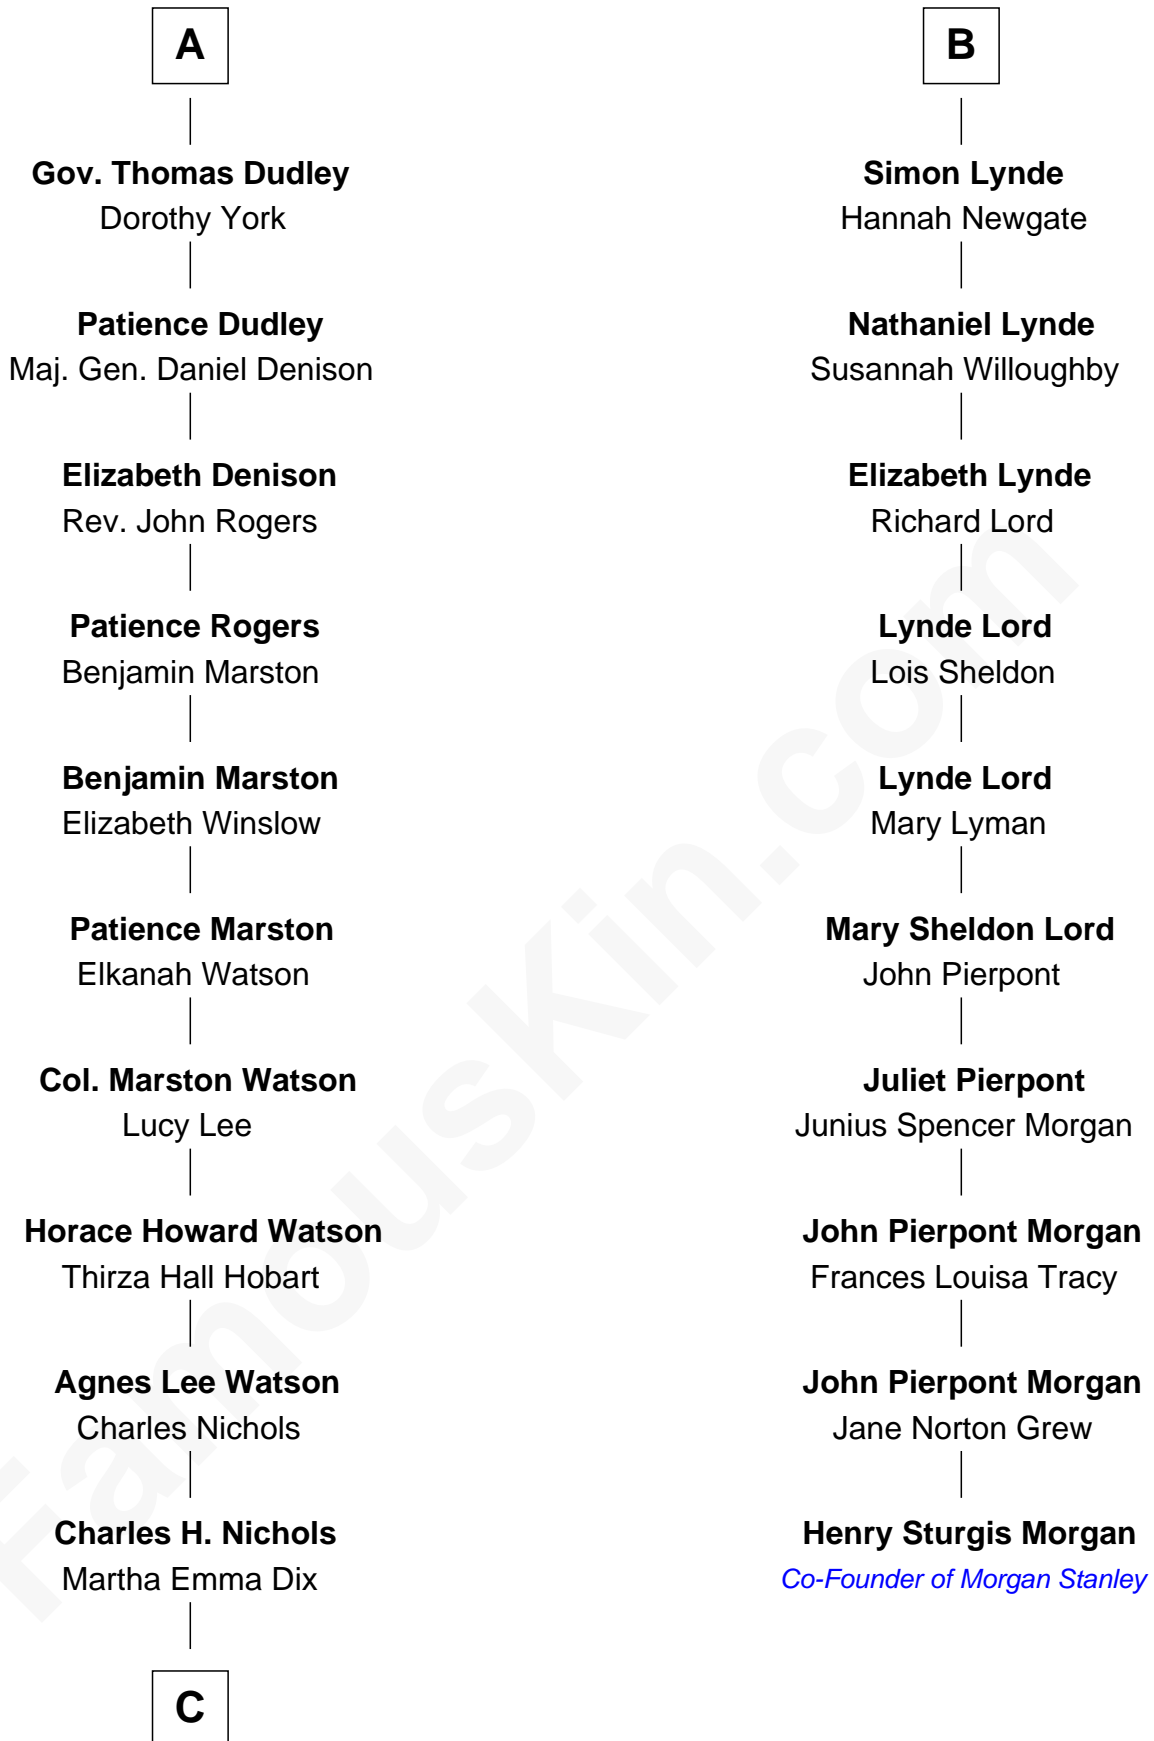 A
Gov. Thomas Dudley
Dorothy York
Patience Dudley
Maj. Gen. Daniel Denison
Elizabeth Denison
Rev. John Rogers
Patience Rogers
Benjamin Marston
Benjamin Marston
Elizabeth Winslow
Patience Marston
Elkanah Watson
Col. Marston Watson
Lucy Lee
Horace Howard Watson
Thirza Hall Hobart
Agnes Lee Watson
Charles Nichols
Charles H. Nichols
Martha Emma Dix
C
B
Simon Lynde
Hannah Newgate
Nathaniel Lynde
Susannah Willoughby
Elizabeth Lynde
Richard Lord
Lynde Lord
Lois Sheldon
Lynde Lord
Mary Lyman
Mary Sheldon Lord
John Pierpont
Juliet Pierpont
Junius Spencer Morgan
John Pierpont Morgan
Frances Louisa Tracy
John Pierpont Morgan
Jane Norton Grew
Henry Sturgis Morgan
Co-Founder of Morgan Stanley
FamousKin.com